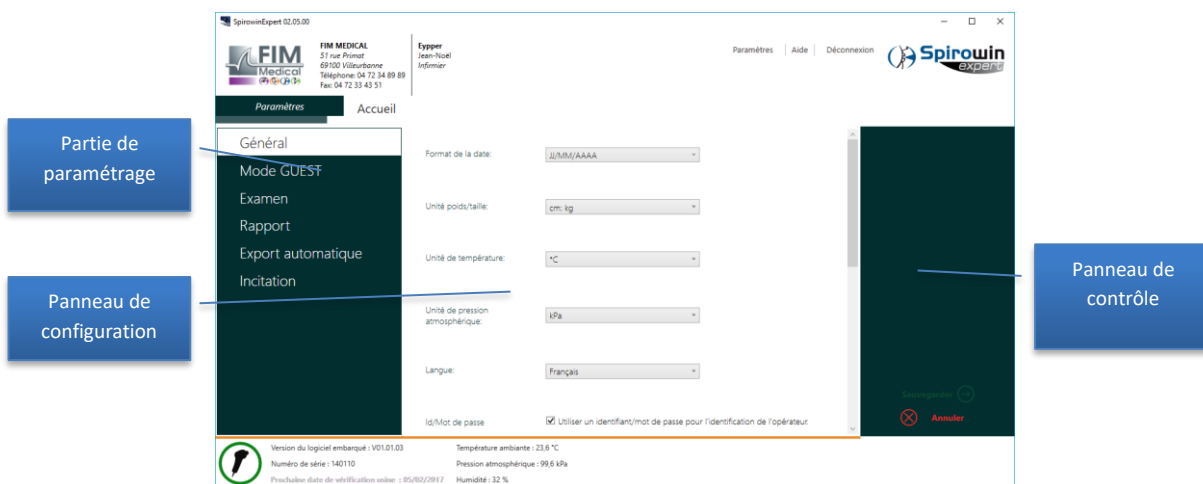 SpirowinExpert 02.05.00
FIM
Medical
FIM MEDICAL
51 rue Primat
69100 Villeurbanne
Téléphone: 04 72 34 89 89
Fax: 04 72 33 43 51
Eypper
Jean-Noël
Infirmier
Paramètres Aide Déconnexion
Spirowin
expert
Paramètres
Accueil
Partie de
paramétrage
Général
Mode GUEST
Examen
Rapport
Export automatique
Incitation
Panneau de
configuration
Format de la date: JJ/MM/AAAA
Unité poids/taille: cm: kg
Unité de température: °C
Unité de pression
atmosphérique: kPa
Langue: Français
Id/Mot de passe Utiliser un identifiant/mot de passe pour l'identification de l'opérateur.
Panneau de
contrôle
Sauvegarder
Annuler
Version du logiciel embarqué : V01.01.03
Numéro de série : 140110
Prochaine date de vérification usine : 05/02/2017
Température ambiante : 23,6 °C
Pression atmosphérique : 99,6 kPa
Humidité : 32 %